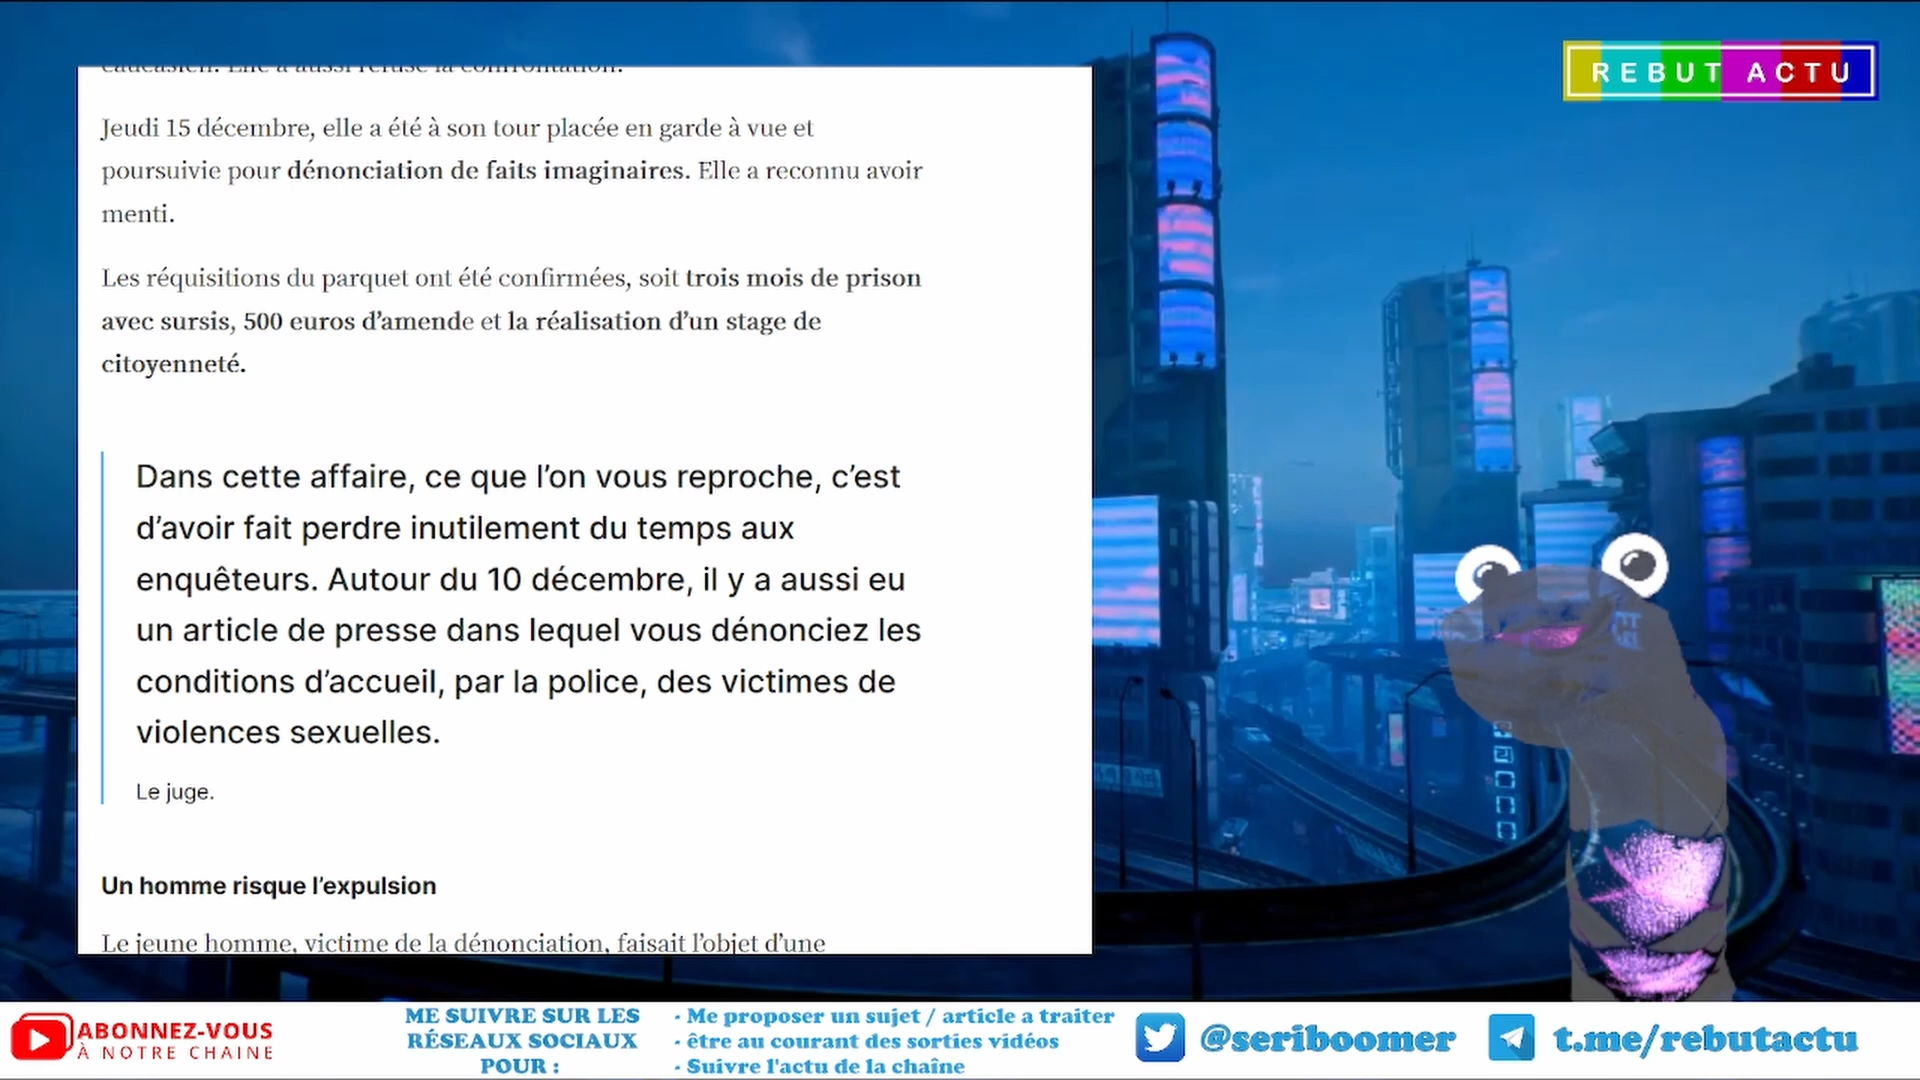 caucasien. Elle a aussi refusé la confrontation.
REBUT ACTU
Jeudi 15 décembre, elle a été à son tour placée en garde à vue et
poursuivie pour dénonciation de faits imaginaires. Elle a reconnu avoir
menti.
Les réquisitions du parquet ont été confirmées, soit trois mois de prison
avec sursis, 500 euros d’amende et la réalisation d’un stage de
citoyenneté.
Dans cette affaire, ce que l’on vous reproche, c’est
d’avoir fait perdre inutilement du temps aux
enquêteurs. Autour du 10 décembre, il y a aussi eu
un article de presse dans lequel vous dénonciez les
conditions d’accueil, par la police, des victimes de
violences sexuelles.
Le juge.
Un homme risque l’expulsion
Le jeune homme, victime de la dénonciation, faisait l’objet d’une
ABONNEZ-VOUS
À NOTRE CHAINE
ME SUIVRE SUR LES
RÉSEAUX SOCIAUX
POUR :
- Me proposer un sujet / article a traiter
- être au courant des sorties vidéos
- Suivre l'actu de la chaîne
@seriboomer
t.me/rebutactu